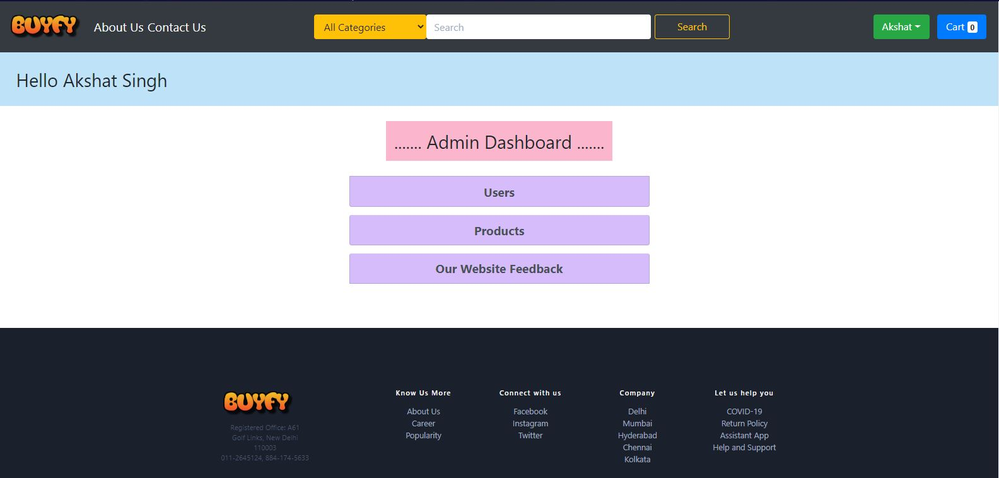 BUYFY About Us Contact Us All Categories Search Search Akshat Cart 0
Hello Akshat Singh
....... Admin Dashboard .......
Users
Products
Our Website Feedback
BUYFY
Registered Office: A61
Golf Links, New Delhi
110003
011-2645124, 884-174-5633
Know Us More
About Us
Career
Popularity
Connect with us
Facebook
Instagram
Twitter
Company
Delhi
Mumbai
Hyderabad
Chennai
Kolkata
Let us help you
COVID-19
Return Policy
Assistant App
Help and Support